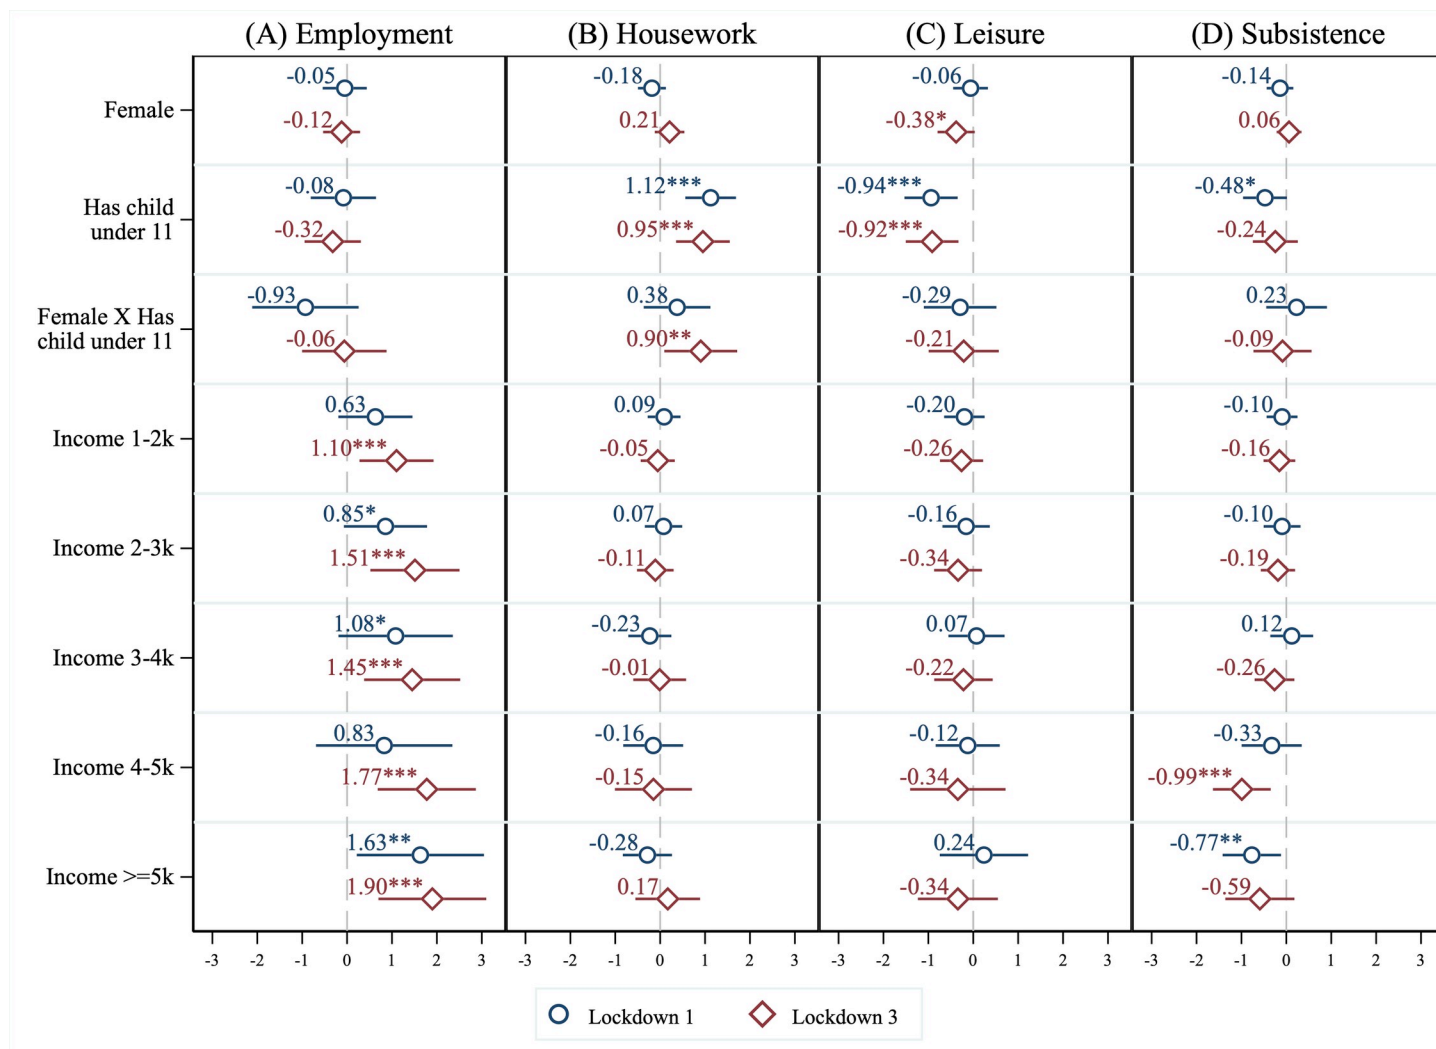 (A) Employment (B) Housework (C) Leisure (D) Subsistence
-0.05 -0.18 -0.06 -0.14
Female
-0.12 0.21 -0.38* 0.06
-0.08 1.12*** -0.94*** -0.48*
Has child
under 11
-0.32 0.95*** -0.92*** -0.24
-0.93 0.38 -0.29 0.23
Female X Has
child under 11
-0.06 0.90** -0.21 -0.09
0.63 0.09 -0.20 -0.10
Income 1-2k
1.10*** -0.05 -0.26 -0.16
0.85* 0.07 -0.16 -0.10
Income 2-3k
1.51*** -0.11 -0.34 -0.19
1.08* -0.23 0.07 0.12
Income 3-4k
1.45*** -0.01 -0.22 -0.26
0.83 -0.16 -0.12 -0.33
Income 4-5k
1.77*** -0.15 -0.34 -0.99***
1.63** -0.28 0.24 -0.77**
Income >=5k
1.90*** 0.17 -0.34 -0.59
-3 -2 -1 0 1 2 3 -3 -2 -1 0 1 2 3 -3 -2 -1 0 1 2 3 -3 -2 -1 0 1 2 3
Lockdown 1 Lockdown 3